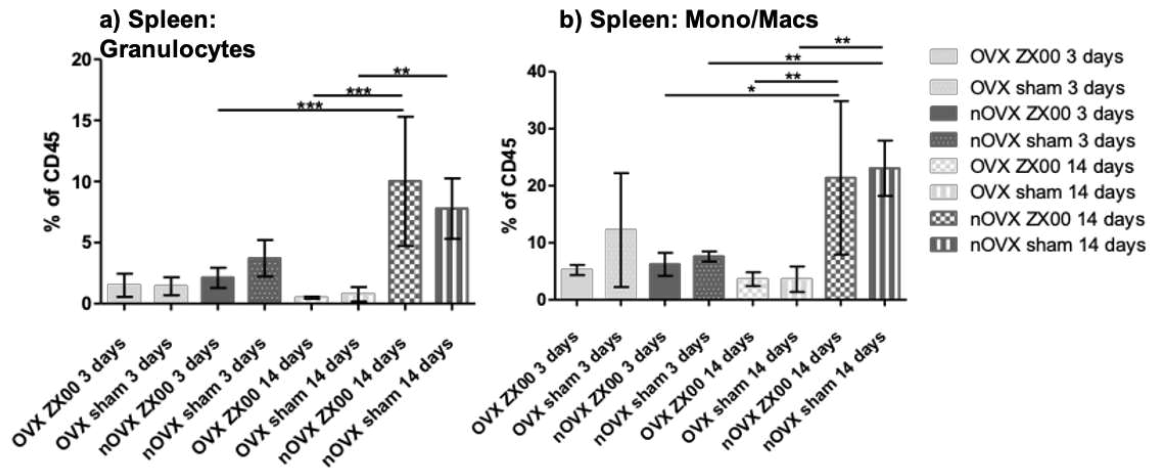 a) Spleen:
Granulocytes
% of CD45
20
15
10
5
0
**
***
***
OVX ZX00 3 days
OVX sham 3 days
nOVX ZX00 3 days
nOVX sham 3 days
OVX ZX00 14 days
OVX sham 14 days
nOVX ZX00 14 days
nOVX sham 14 days
b) Spleen: Mono/Macs
% of CD45
40
30
20
10
0
**
**
**
*
OVX ZX00 3 days
OVX sham 3 days
nOVX ZX00 3 days
nOVX sham 3 days
OVX ZX00 14 days
OVX sham 14 days
nOVX ZX00 14 days
nOVX sham 14 days
OVX ZX00 3 days
OVX sham 3 days
nOVX ZX00 3 days
nOVX sham 3 days
OVX ZX00 14 days
OVX sham 14 days
nOVX ZX00 14 days
nOVX sham 14 days